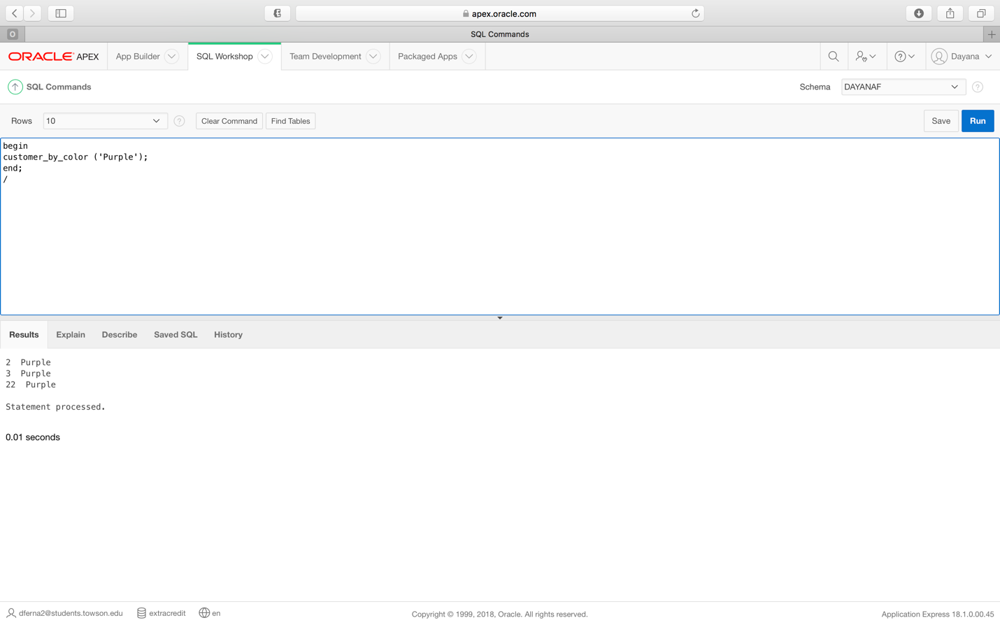 apex.oracle.com
O
SQL Commands
ORACLE APEX
App Builder
SQL Workshop
Team Development
Packaged Apps
Dayana
SQL Commands
Schema
DAYANAF
?
Rows
10
?
Clear Command
Find Tables
Save
Run
begin
customer_by_color ('Purple');
end;
/
Results
Explain
Describe
Saved SQL
History
2  Purple
3  Purple
22  Purple
Statement processed.
0.01 seconds
dferna2@students.towson.edu
extracredit
en
Copyright © 1999, 2018, Oracle. All rights reserved.
Application Express 18.1.0.00.45